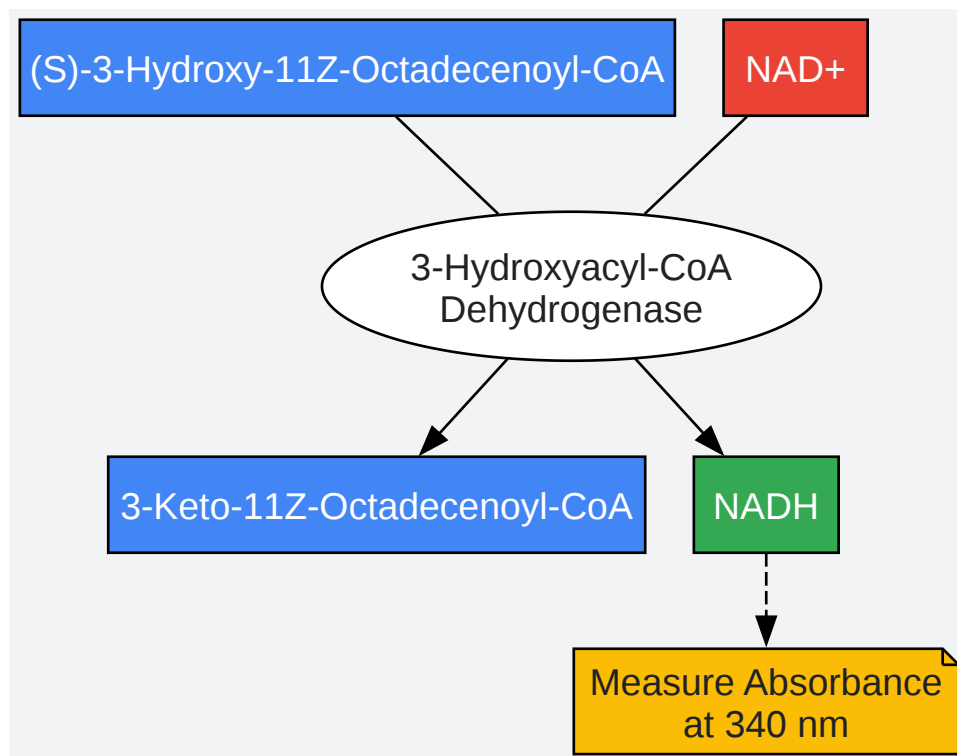 (S)-3-Hydroxy-11Z-Octadecenoyl-CoA
NAD+
3-Hydroxyacyl-CoA
Dehydrogenase
3-Keto-11Z-Octadecenoyl-CoA
NADH
Measure Absorbance
at 340 nm